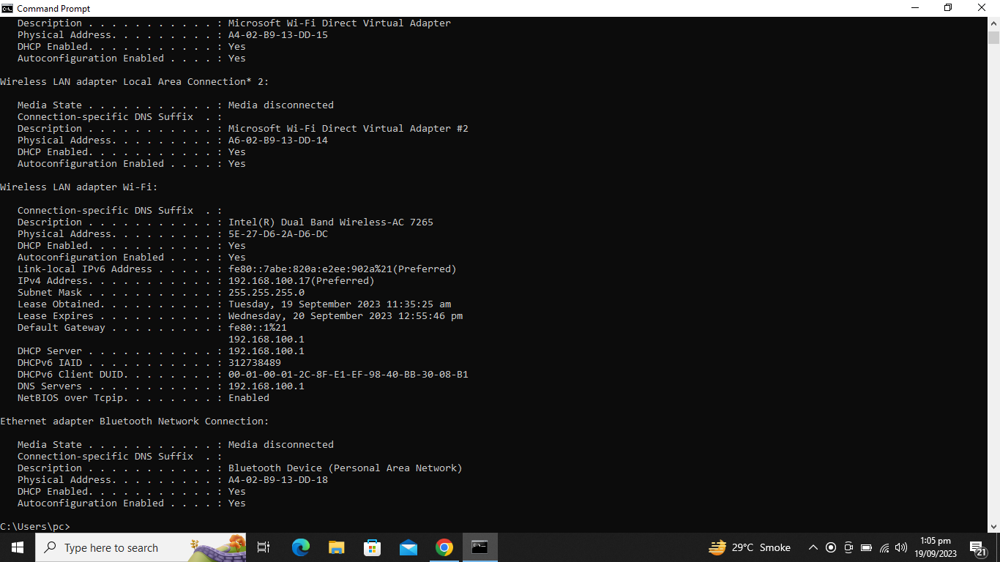 Command Prompt
Description . . . . . . . . . . . : Microsoft Wi-Fi Direct Virtual Adapter
Physical Address. . . . . . . . . : A4-02-B9-13-DD-15
DHCP Enabled. . . . . . . . . . . : Yes
Autoconfiguration Enabled . . . . : Yes
Wireless LAN adapter Local Area Connection* 2:
Media State . . . . . . . . . . . : Media disconnected
Connection-specific DNS Suffix  . :
Description . . . . . . . . . . . : Microsoft Wi-Fi Direct Virtual Adapter #2
Physical Address. . . . . . . . . : A6-02-B9-13-DD-14
DHCP Enabled. . . . . . . . . . . : Yes
Autoconfiguration Enabled . . . . : Yes
Wireless LAN adapter Wi-Fi:
Connection-specific DNS Suffix  . :
Description . . . . . . . . . . . : Intel(R) Dual Band Wireless-AC 7265
Physical Address. . . . . . . . . : 5E-27-D6-2A-D6-DC
DHCP Enabled. . . . . . . . . . . : Yes
Autoconfiguration Enabled . . . . : Yes
Link-local IPv6 Address . . . . . : fe80::7abe:820a:e2ee:902a%21(Preferred)
IPv4 Address. . . . . . . . . . . : 192.168.100.17(Preferred)
Subnet Mask . . . . . . . . . . . : 255.255.255.0
Lease Obtained. . . . . . . . . . : Tuesday, 19 September 2023 11:35:25 am
Lease Expires . . . . . . . . . . : Wednesday, 20 September 2023 12:55:46 pm
Default Gateway . . . . . . . . . : fe80::1%21
192.168.100.1
DHCP Server . . . . . . . . . . . : 192.168.100.1
DHCPv6 IAID . . . . . . . . . . . : 312738489
DHCPv6 Client DUID. . . . . . . . : 00-01-00-01-2C-8F-E1-EF-98-40-BB-30-08-B1
DNS Servers . . . . . . . . . . . : 192.168.100.1
NetBIOS over Tcpip. . . . . . . . : Enabled
Ethernet adapter Bluetooth Network Connection:
Media State . . . . . . . . . . . : Media disconnected
Connection-specific DNS Suffix  . :
Description . . . . . . . . . . . : Bluetooth Device (Personal Area Network)
Physical Address. . . . . . . . . : A4-02-B9-13-DD-18
DHCP Enabled. . . . . . . . . . . : Yes
Autoconfiguration Enabled . . . . : Yes
C:\Users\pc>
Type here to search
29°C Smoke
1:05 pm
19/09/2023
21